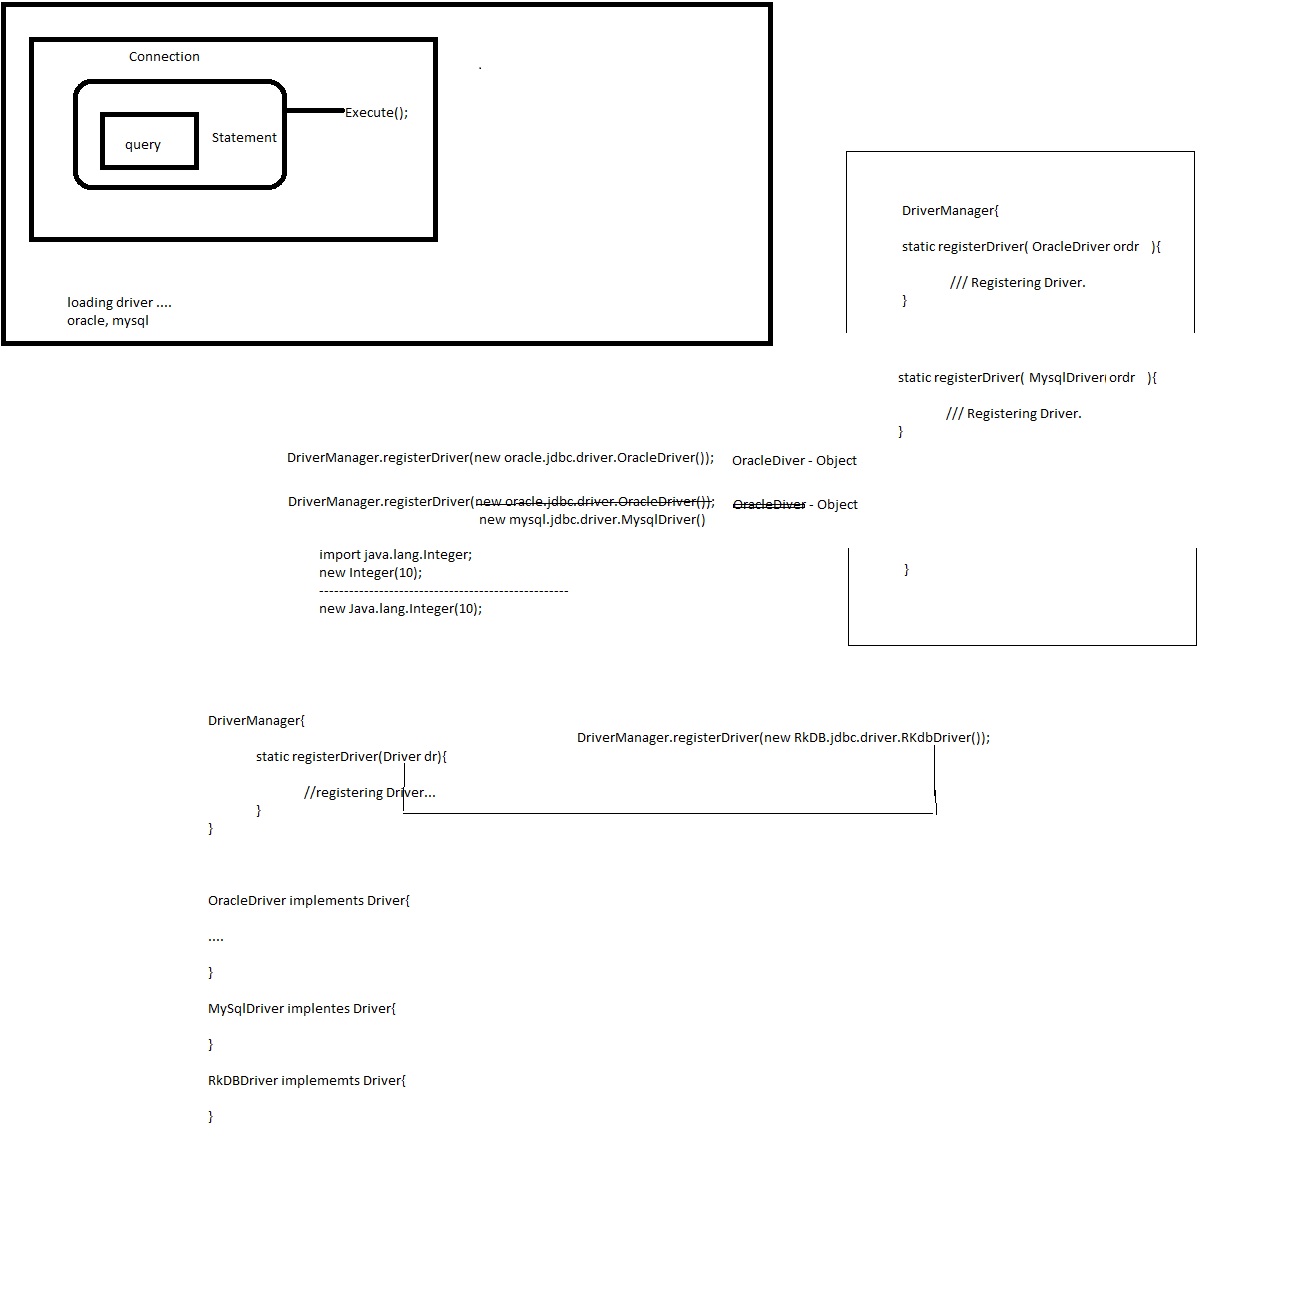 Connection
Execute();
Statement
query
loading driver ....
oracle, mysql
.
DriverManager{
static registerDriver( OracleDriver ordr ){
/// Registering Driver.
}
static registerDriver( MysqlDriver ordr ){
/// Registering Driver.
}
}
DriverManager.registerDriver(new oracle.jdbc.driver.OracleDriver()); OracleDiver - Object
DriverManager.registerDriver(new oracle.jdbc.driver.OracleDriver()); OracleDiver - Object
new mysql.jdbc.driver.MysqlDriver()
import java.lang.Integer;
new Integer(10);
--------------------------------------------------
new Java.lang.Integer(10);
DriverManager{
static registerDriver(Driver dr){
//registering Driver...
}
}
DriverManager.registerDriver(new RkDB.jdbc.driver.RKdbDriver());
OracleDriver implements Driver{
....
}
MySqlDriver implentes Driver{
}
RkDBDriver implememts Driver{
}